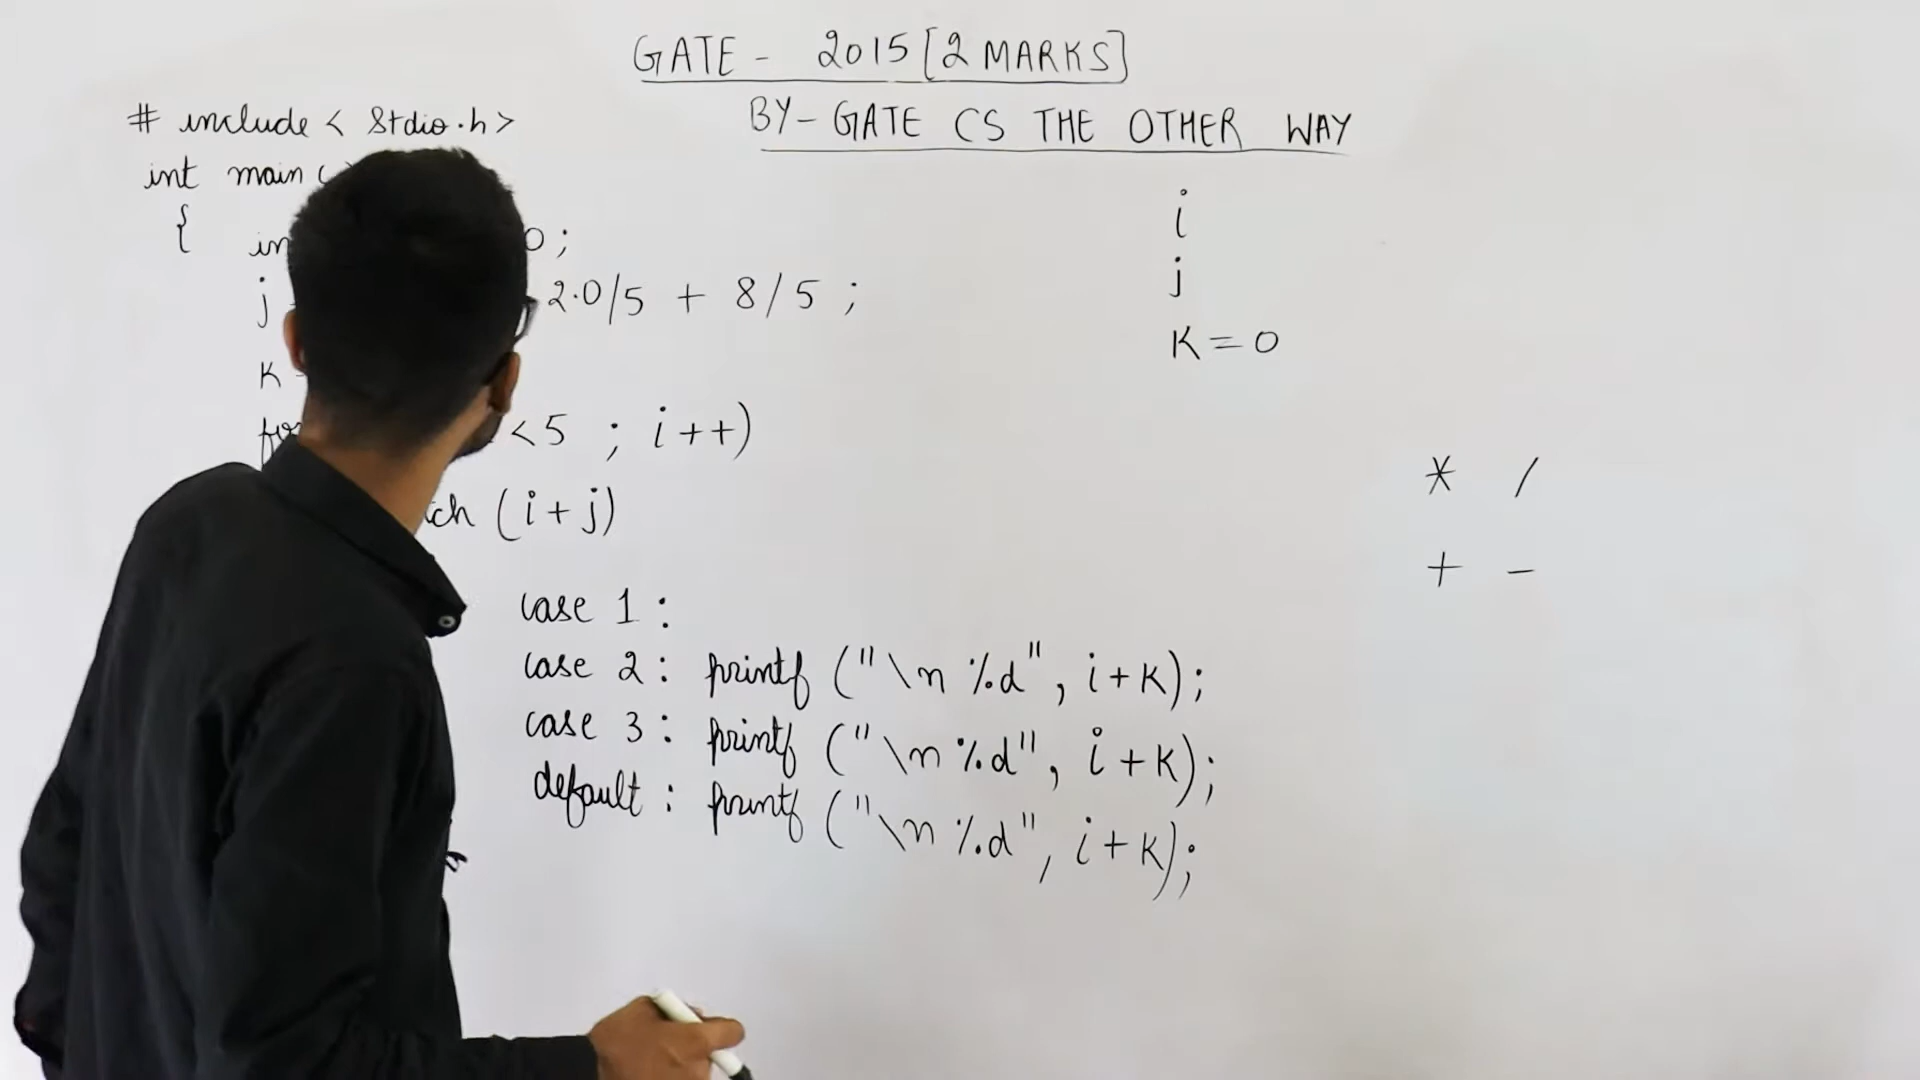 GATE - 2015 [2 MARKS]
BY - GATE CS THE OTHER WAY
# include < Stdio.h >
int main (
{ 0 ;
j 2.0/5 + 8/5 ;
K
<5 ; i ++)
(i + j)
case 1 :
case 2 : printf ("\n %d", i + K);
case 3 : printf ("\n %d", i + K);
default : printf ("\n %d", i + K);
i
j
K = 0
* /
+ -